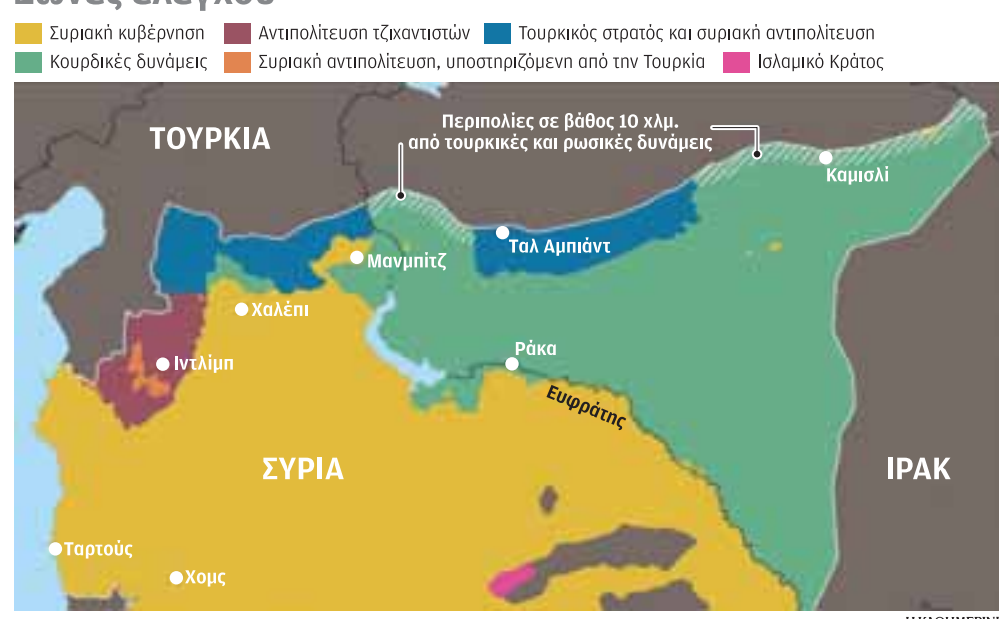 Συριακή κυβέρνηση
Αντιπολίτευση τζιχαντιστών
Τουρκικός στρατός και συριακή αντιπολίτευση
Κουρδικές δυνάμεις
Συριακή αντιπολίτευση, υποστηριζόμενη από την Τουρκία
Ισλαμικό Κράτος
ΤΟΥΡΚΙΑ
Περιπολίες σε βάθος 10 χλμ.
από τουρκικές και ρωσικές δυνάμεις
Καμισλί
Ταλ Αμπιάντ
Μανμπίτζ
Χαλέπι
Ιντλίμπ
Ράκα
Ευφράτης
ΣΥΡΙΑ
ΙΡΑΚ
Ταρτούς
Χομς